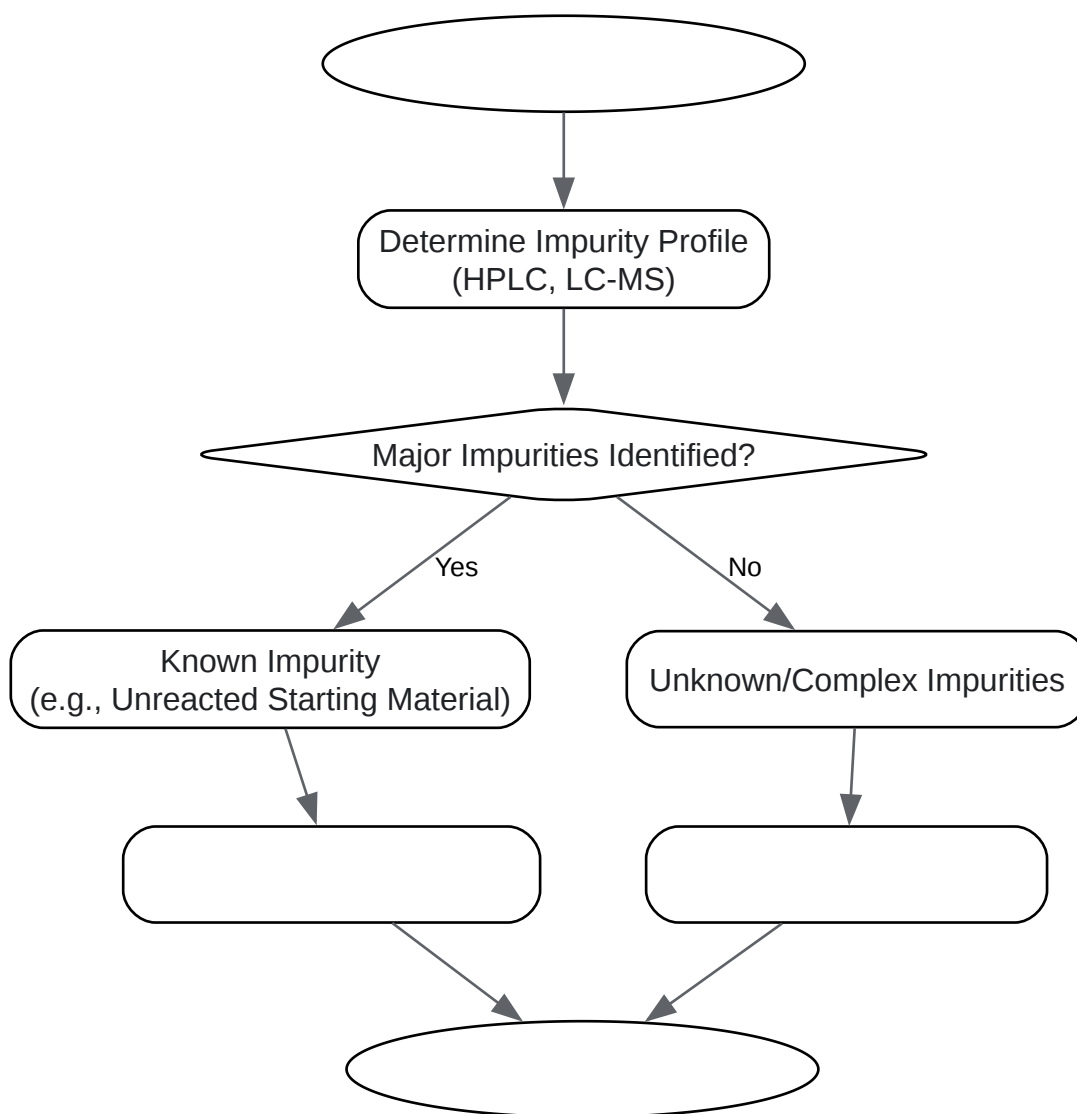 Determine Impurity Profile
(HPLC, LC-MS)
Major Impurities Identified?
Yes
No
Known Impurity
(e.g., Unreacted Starting Material)
Unknown/Complex Impurities